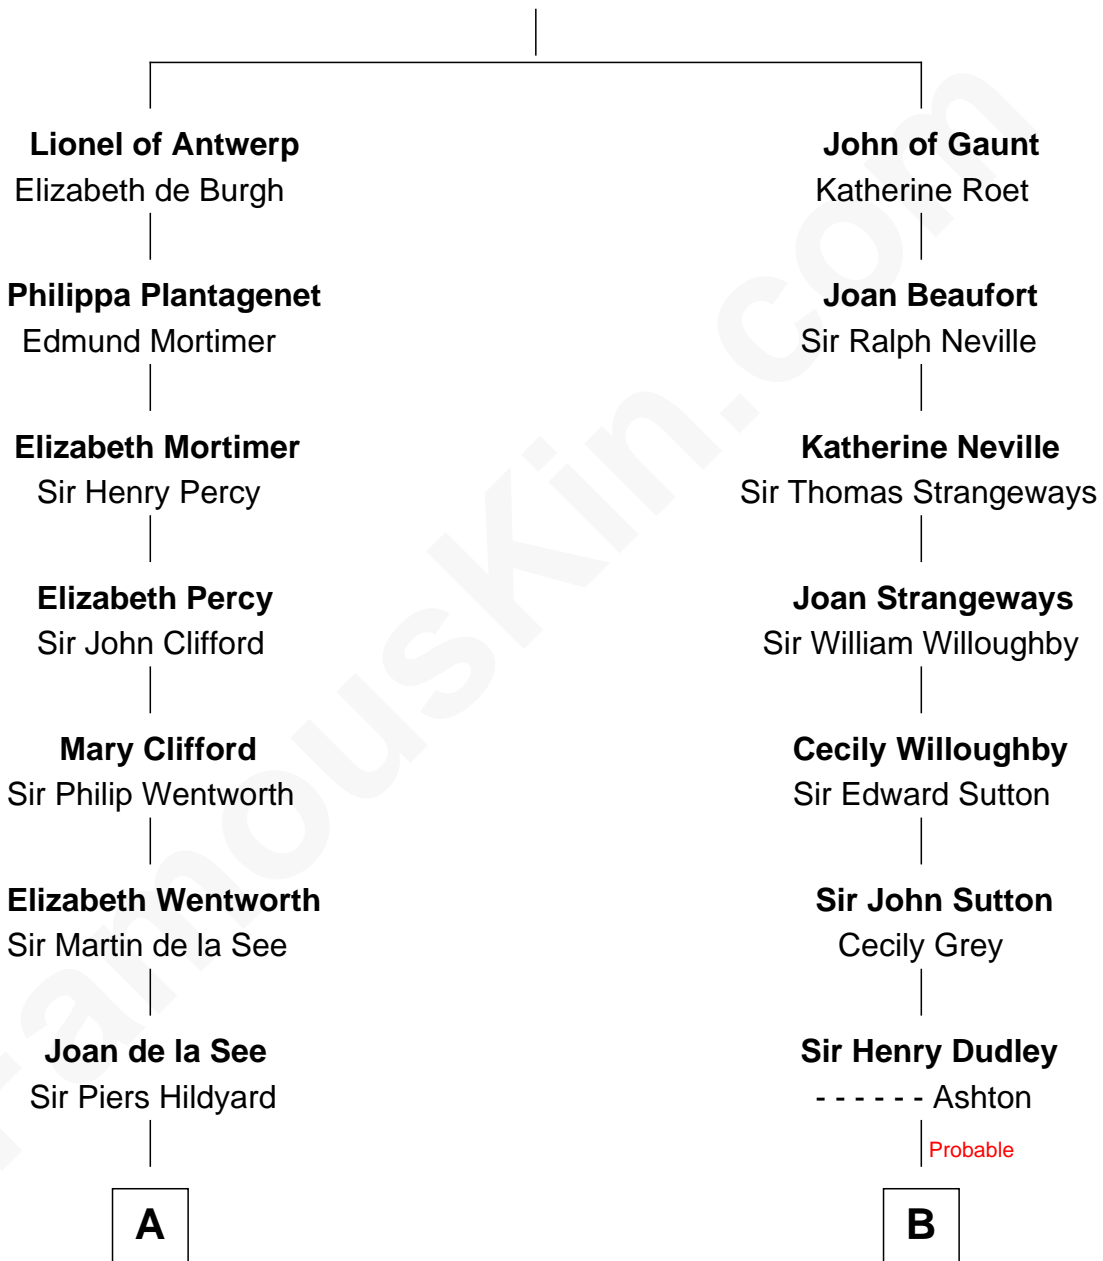 Lionel of Antwerp
Elizabeth de Burgh
Philippa Plantagenet
Edmund Mortimer
Elizabeth Mortimer
Sir Henry Percy
Elizabeth Percy
Sir John Clifford
Mary Clifford
Sir Philip Wentworth
Elizabeth Wentworth
Sir Martin de la See
Joan de la See
Sir Piers Hildyard
A
John of Gaunt
Katherine Roet
Joan Beaufort
Sir Ralph Neville
Katherine Neville
Sir Thomas Strangeways
Joan Strangeways
Sir William Willoughby
Cecily Willoughby
Sir Edward Sutton
Sir John Sutton
Cecily Grey
Sir Henry Dudley
- - - - - - Ashton
Probable
B
FamousKin.com